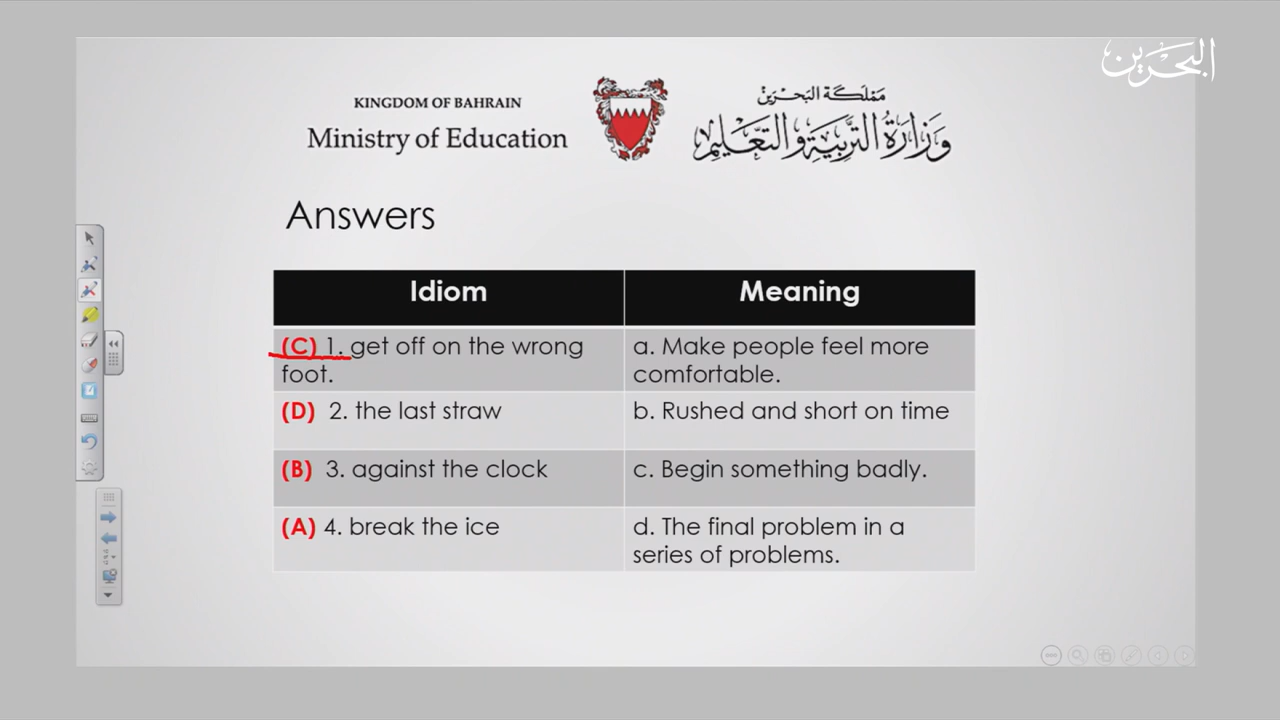 البحرين
KINGDOM OF BAHRAIN
Ministry of Education
مملكة البحرين
وزارة التربية والتعليم
Answers
Idiom
Meaning
(C) 1. get off on the wrong
foot.
a. Make people feel more
comfortable.
(D) 2. the last straw
b. Rushed and short on time
(B) 3. against the clock
c. Begin something badly.
(A) 4. break the ice
d. The final problem in a
series of problems.